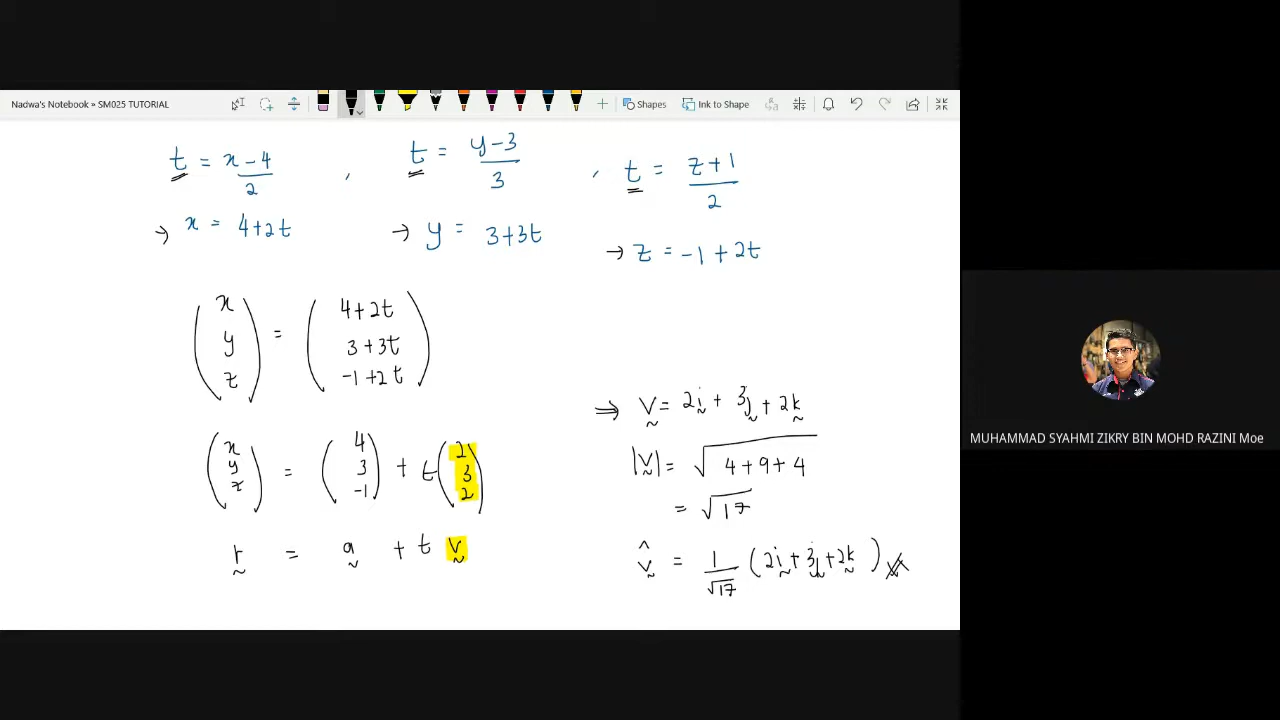 Nadwa's Notebook » SM025 TUTORIAL
Shapes
Ink to Shape
t = x-4/2 , t = y-3/3 , t = z+1/2
→ x = 4+2t → y = 3+3t → z = -1+2t
(x y z) = (4+2t 3+3t -1+2t)
(x y z) = (4 3 -1) + t(2 3 2)
r = a + t v
⇒ v = 2i + 3j + 2k
|v| = √4+9+4
= √17
v̂ = 1/√17 (2i+3j+2k)
MUHAMMAD SYAHMI ZIKRY BIN MOHD RAZINI Moe